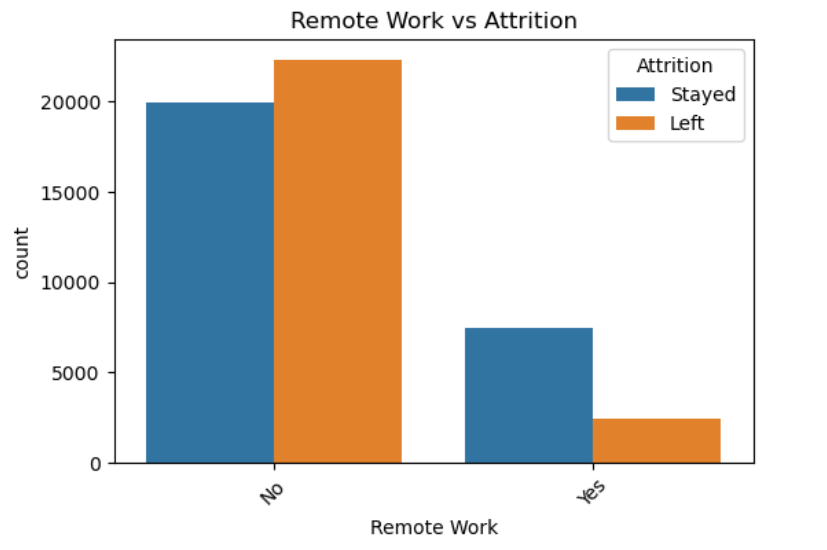 Remote Work vs Attrition
Attrition
Stayed
Left
20000
15000
10000
5000
0
count
No
Yes
Remote Work